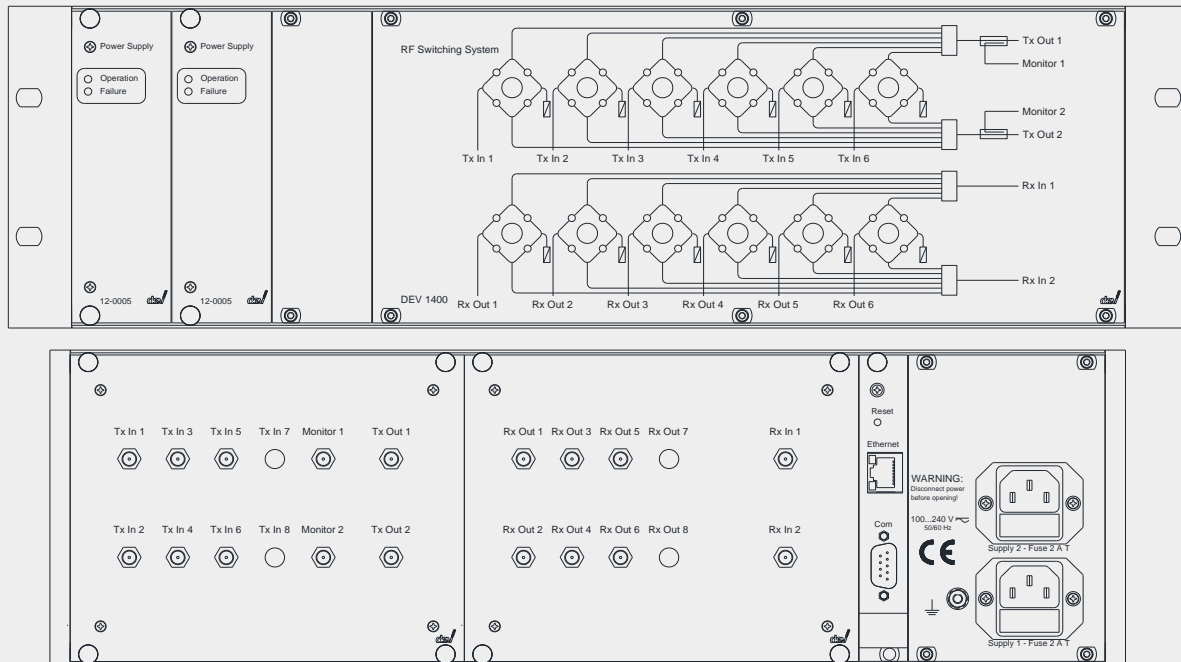 Power Supply
Power Supply
Operation
Failure
Operation
Failure
12-0005
dev
12-0005
dev
RF Switching System
Tx Out 1
Monitor 1
Monitor 2
Tx Out 2
Tx In 1 Tx In 2 Tx In 3 Tx In 4 Tx In 5 Tx In 6
Rx In 1
Rx In 2
DEV 1400
Rx Out 1 Rx Out 2 Rx Out 3 Rx Out 4 Rx Out 5 Rx Out 6
dev
Tx In 1 Tx In 3 Tx In 5 Tx In 7 Monitor 1 Tx Out 1
Tx In 2 Tx In 4 Tx In 6 Tx In 8 Monitor 2 Tx Out 2
dev
Rx Out 1 Rx Out 3 Rx Out 5 Rx Out 7 Rx In 1
Rx Out 2 Rx Out 4 Rx Out 6 Rx Out 8 Rx In 2
dev
Reset
Ethernet
Com
WARNING:
Disconnect power
before opening!
100...240 V
50/60 Hz
CE
Supply 2 - Fuse 2 A T
Supply 1 - Fuse 2 A T